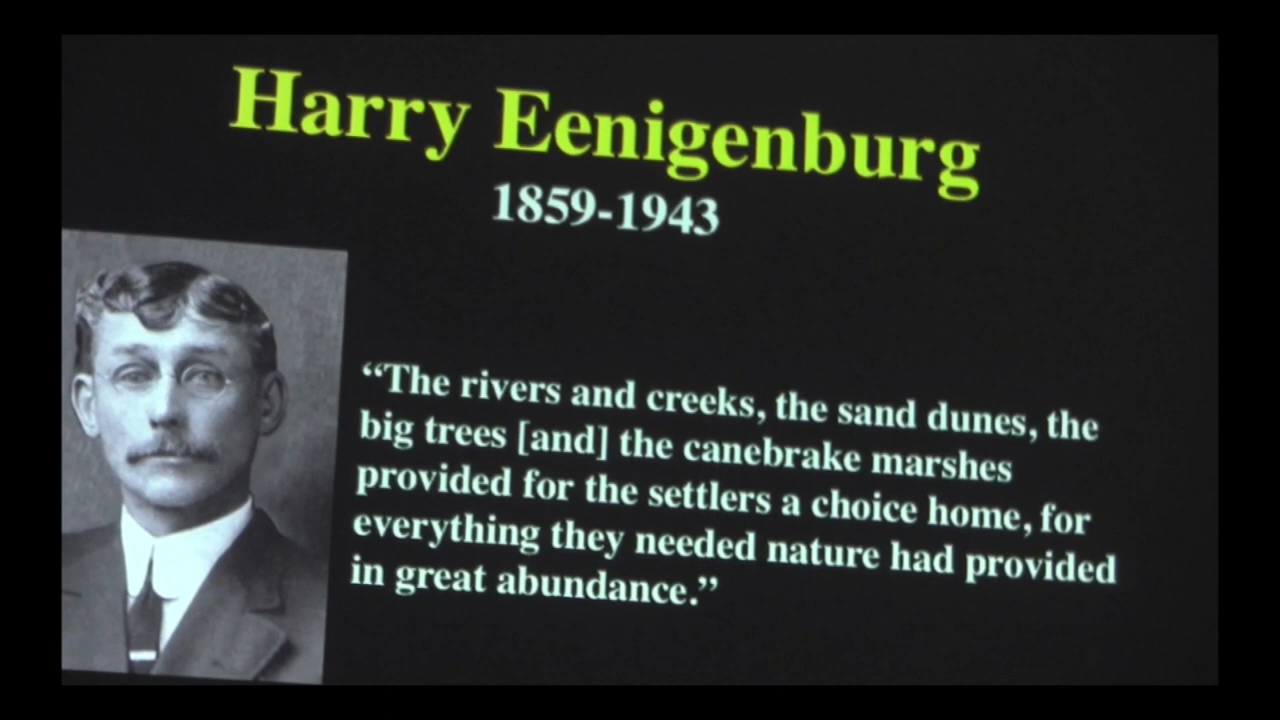 Harry Eenigenburg
1859-1943
“The rivers and creeks, the sand dunes, the
big trees [and] the canebrake marshes
provided for the settlers a choice home, for
everything they needed nature had provided
in great abundance.”